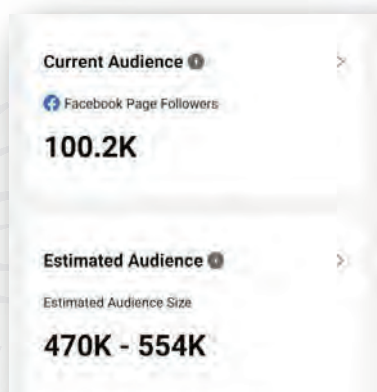 Current Audience
Facebook Page Followers
100.2K
Estimated Audience
Estimated Audience Size
470K - 554K